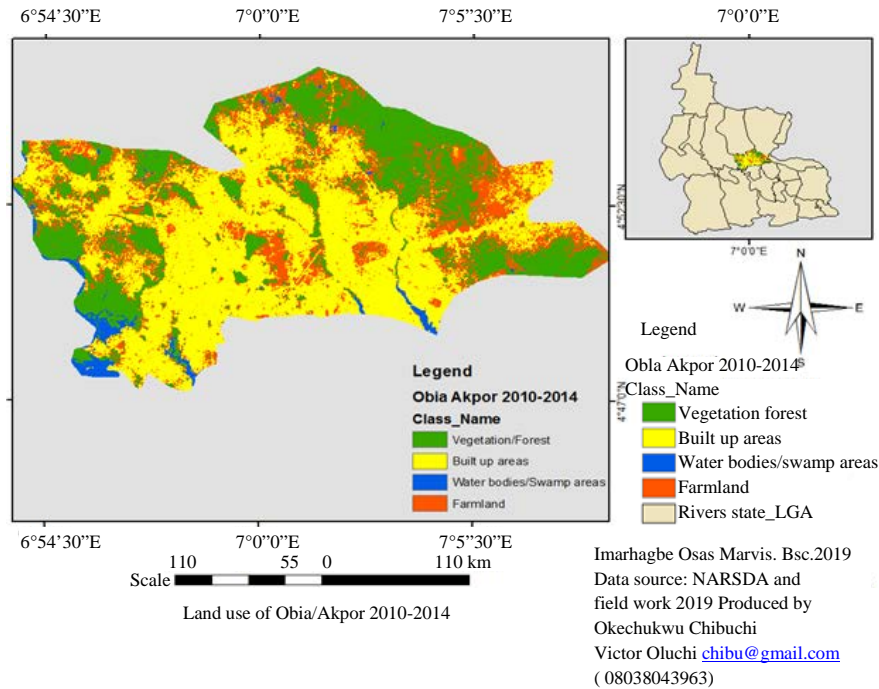 6°54’30”E 7°0’0”E 7°5’5”E 7°0’0”E
4°52'30"N
4°47'0"N
Legend
Obia Akpor 2010-2014
Class_Name
Vegetation/Forest
Built up areas
Water bodies/Swamp areas
Farmland
7°0'0"E
N
W E
S
Legend
Obla Akpor 2010-2014
Class_Name
Vegetation forest
Built up areas
Water bodies/swamp areas
Farmland
Rivers state_LGA
6°54’30”E 7°0’0”E 7°5’5”E
110 55 0 110 km
Scale
Land use of Obia/Akpor 2010-2014
Imarhagbe Osas Marvis. Bsc.2019
Data source: NARSDA and
field work 2019 Produced by
Okechukwu Chibuchi
Victor Oluchi chibu@gmail.com
( 08038043963)